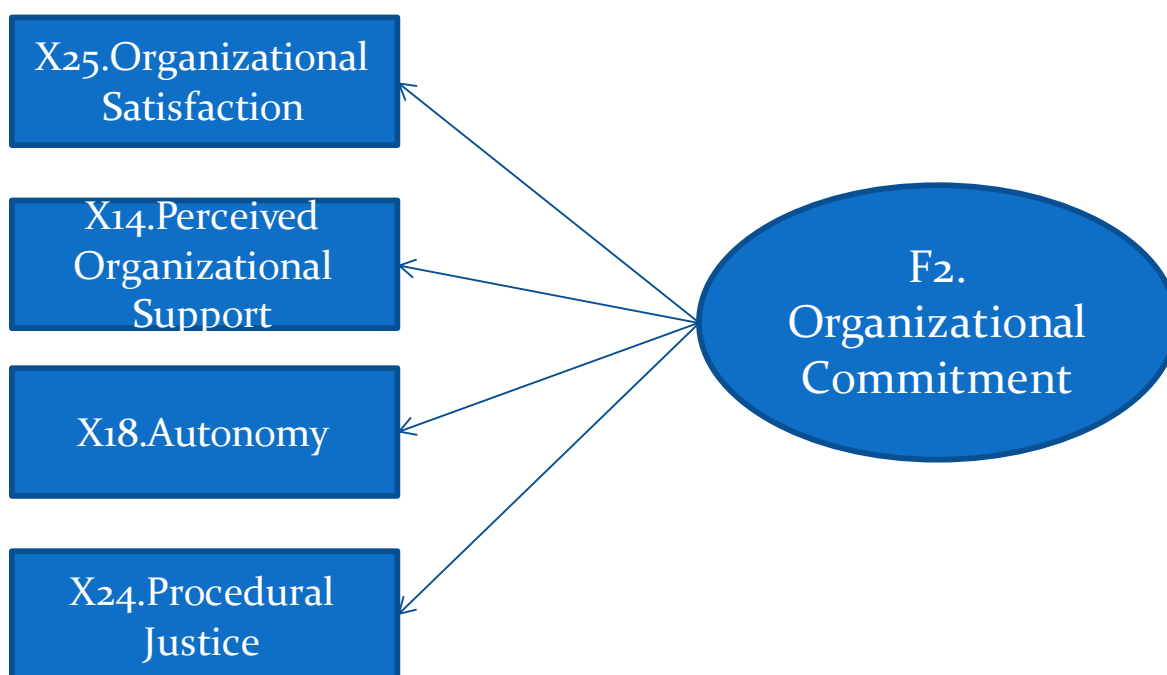 X25.Organizational
Satisfaction
X14.Perceived
Organizational
Support
X18.Autonomy
X24.Procedural
Justice
F2.
Organizational
Commitment